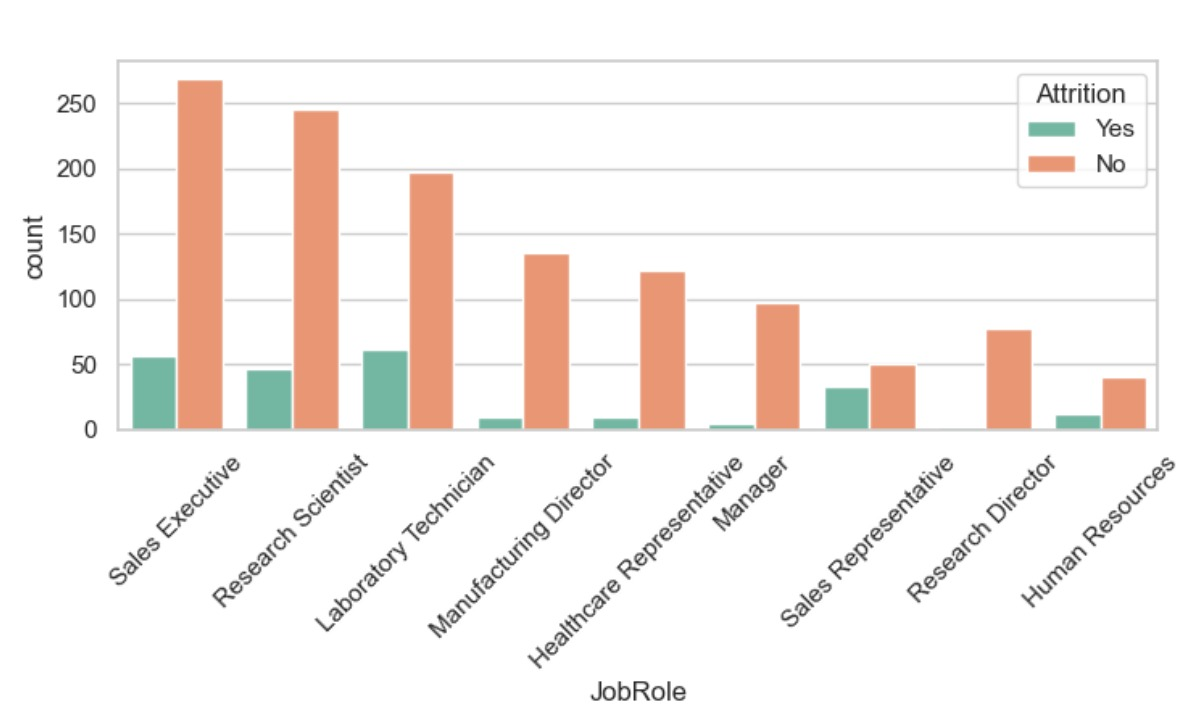 Attrition
Yes
No
count
250
200
150
100
50
0
Sales Executive
Research Scientist
Laboratory Technician
Manufacturing Director
Healthcare Representative
Manager
Sales Representative
Research Director
Human Resources
JobRole